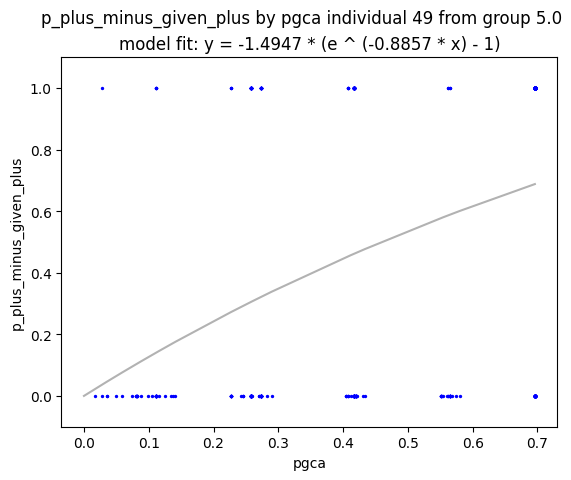 p_plus_minus_given_plus by pgca individual 49 from group 5.0
model fit: y = -1.4947 * (e ^ (-0.8857 * x) - 1)
1.0
0.8
0.6
0.4
0.2
0.0
p_plus_minus_given_plus
0.0 0.1 0.2 0.3 0.4 0.5 0.6 0.7
pgca